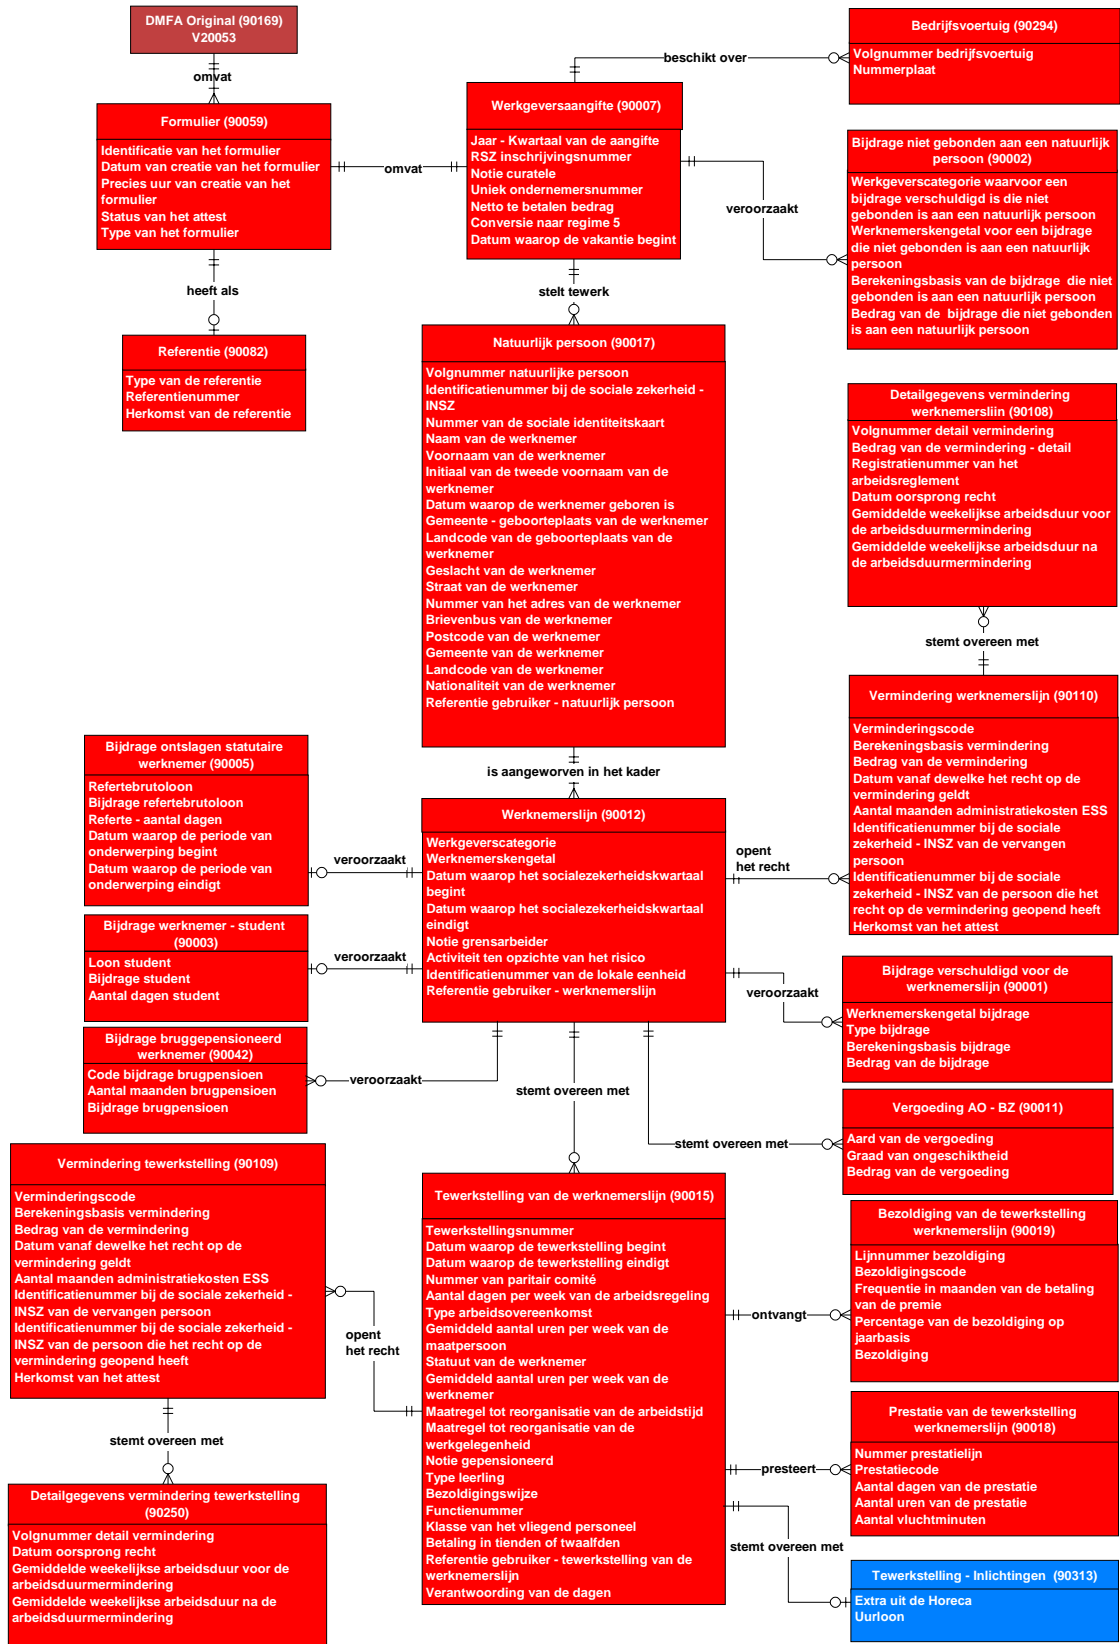 DMFA Original (90169)
V20053
omvat
Formulier (90059)
Identificatie van het formulier
Datum van creatie van het formulier
Precies uur van creatie van het
formulier
Status van het attest
Type van het formulier
omvat
heeft als
Referentie (90082)
Type van de referentie
Referentienummer
Herkomst van de referentie
Werkgeversaangifte (90007)
Jaar - Kwartaal van de aangifte
RSZ inschrijvingsnummer
Notie curatele
Uniek ondernemersnummer
Netto te betalen bedrag
Conversie naar regime 5
Datum waarop de vakantie begint
beschikt over
Bedrijfsvoertuig (90294)
Volgnummer bedrijfsvoertuig
Nummerplaat
veroorzaakt
Bijdrage niet gebonden aan een natuurlijk
persoon (90002)
Werkgeverscategorie waarvoor een
bijdrage verschuldigd is die niet
gebonden is aan een natuurlijk persoon
Werknemerskengetal voor een bijdrage
die niet gebonden is aan een natuurlijk
persoon
Berekeningsbasis van de bijdrage  die niet
gebonden is aan een natuurlijk persoon
Bedrag van de  bijdrage die niet gebonden
is aan een natuurlijk persoon
stelt tewerk
Natuurlijk persoon (90017)
Volgnummer natuurlijke persoon
Identificatienummer bij de sociale zekerheid -
INSZ
Nummer van de sociale identiteitskaart
Naam van de werknemer
Voornaam van de werknemer
Initiaal van de tweede voornaam van de
werknemer
Datum waarop de werknemer geboren is
Gemeente - geboorteplaats van de werknemer
Landcode van de geboorteplaats van de
werknemer
Geslacht van de werknemer
Straat van de werknemer
Nummer van het adres van de werknemer
Brievenbus van de werknemer
Postcode van de werknemer
Gemeente van de werknemer
Landcode van de werknemer
Nationaliteit van de werknemer
Referentie gebruiker - natuurlijk persoon
Detailgegevens vermindering
werknemerslijn (90108)
Volgnummer detail vermindering
Bedrag van de vermindering - detail
Registratienummer van het
arbeidsreglement
Datum oorsprong recht
Gemiddelde weekelijkse arbeidsduur voor
de arbeidsduurmermindering
Gemiddelde weekelijkse arbeidsduur na
de arbeidsduurmermindering
stemt overeen met
Vermindering werknemerslijn (90110)
Verminderingscode
Berekeningbasis vermindering
Bedrag van de vermindering
Datum vanaf dewelke het recht op de
vermindering geldt
Aantal maanden administratiekosten ESS
Identificatienummer bij de sociale
zekerheid - INSZ van de vervangen
persoon
Identificatienummer bij de sociale
zekerheid - INSZ van de persoon die het
recht op de vermindering geopend heeft
Herkomst van het attest
is aangeworven in het kader
Bijdrage ontslagen statutaire
werknemer (90005)
Refertebrutoloon
Bijdrage refertebrutoloon
Referte - aantal dagen
Datum waarop de periode van
onderwerping begint
Datum waarop de periode van
onderwerping eindigt
veroorzaakt
Werknemerslijn (90012)
Werkgeverscategorie
Werknemerskengetal
Datum waarop het socialezekerheidskwartaal
begint
Datum waarop het socialezekerheidskwartaal
eindigt
Notie grensarbeider
Activiteit ten opzichte van het risico
Identificatienummer van de lokale eenheid
Referentie gebruiker - werknemerslijn
opent
het recht
Bijdrage werknemer - student
(90003)
Loon student
Bijdrage student
Aantal dagen student
veroorzaakt
veroorzaakt
Bijdrage verschuldigd voor de
werknemerslijn (90001)
Werknemerskengetal bijdrage
Type bijdrage
Berekeningsbasis bijdrage
Bedrag van de bijdrage
Bijdrage bruggepensioneerd
werknemer (90042)
Code bijdrage brugpensioen
Aantal maanden brugpensioen
Bijdrage brugpensioen
veroorzaakt
stemt overeen met
stemt overeen met
Vergoeding AO - BZ (90011)
Aard van de vergoeding
Graad van ongeschiktheid
Bedrag van de vergoeding
Vermindering tewerkstelling (90109)
Verminderingscode
Berekeningbasis vermindering
Bedrag van de vermindering
Datum vanaf dewelke het recht op de
vermindering geldt
Aantal maanden administratiekosten ESS
Identificatienummer bij de sociale zekerheid -
INSZ van de vervangen persoon
Identificatienummer bij de sociale zekerheid -
INSZ van de persoon die het recht op de
vermindering geopend heeft
Herkomst van het attest
opent
het recht
stemt overeen met
Detailgegevens vermindering tewerkstelling
(90250)
Volgnummer detail vermindering
Datum oorsprong recht
Gemiddelde weekelijkse arbeidsduur voor de
arbeidsduurmermindering
Gemiddelde weekelijkse arbeidsduur na de
arbeidsduurmermindering
Tewerkstelling van de werknemerslijn (90015)
Tewerkstellingsnummer
Datum waarop de tewerkstelling begint
Datum waarop de tewerkstelling eindigt
Nummer van paritair comité
Aantal dagen per week van de arbeidsregeling
Type arbeidsovereenkomst
Gemiddeld aantal uren per week van de
maatpersoon
Statuut van de werknemer
Gemiddeld aantal uren per week van de
werknemer
Maatregel tot reorganisatie van de arbeidstijd
Maatregel tot reorganisatie van de
werkgelegenheid
Notie gepensioneerd
Type leerling
Bezoldigingswijze
Functienummer
Klasse van het vliegend personeel
Betaling in tienden of twaalfden
Referentie gebruiker - tewerkstelling van de
werknemerslijn
Verantwoording van de dagen
ontvangt
Bezoldiging van de tewerkstelling
werknemerslijn (90019)
Lijnnummer bezoldiging
Bezoldigingscode
Frequentie in maanden van de betaling
van de premie
Percentage van de bezoldiging op
jaarbasis
Bezoldiging
presteert
Prestatie van de tewerkstelling
werknemerslijn (90018)
Nummer prestatielijn
Prestatiecode
Aantal dagen van de prestatie
Aantal uren van de prestatie
Aantal vluchtminuten
stemt overeen met
Tewerkstelling - Inlichtingen  (90313)
Extra uit de Horeca
Uurloon